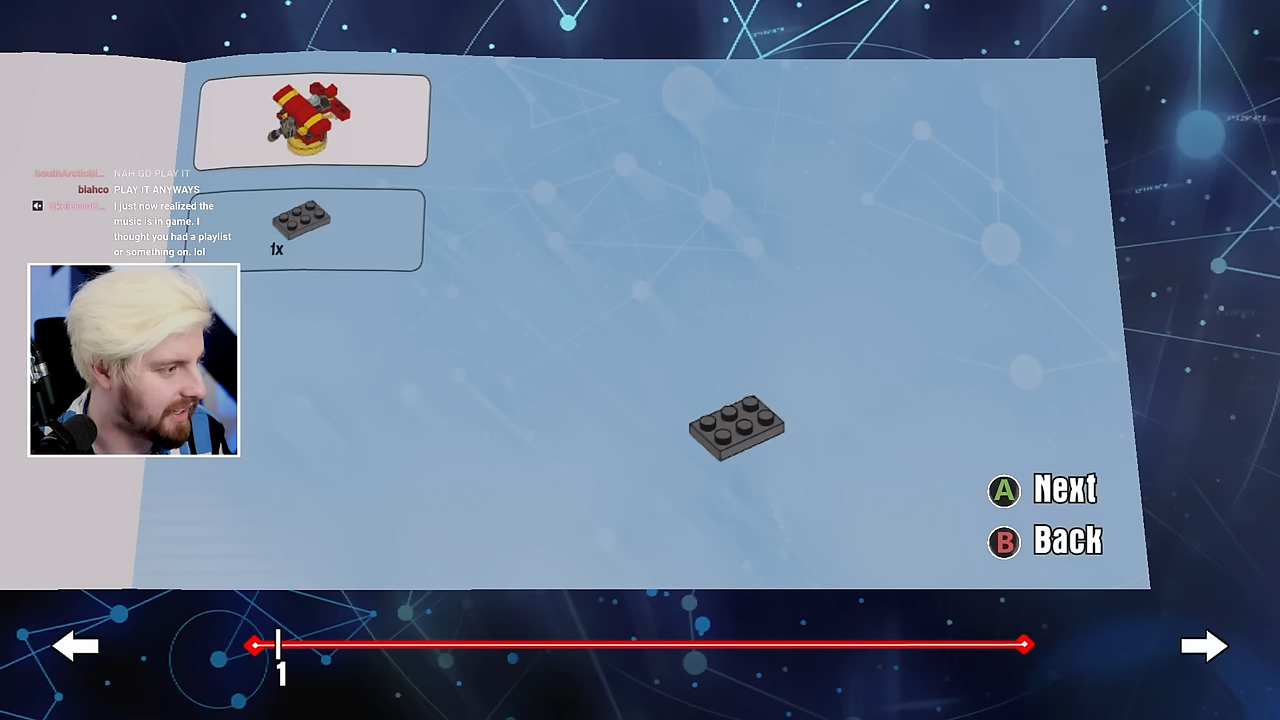 NAH GO PLAY IT
blahco PLAY IT ANYWAYS
I just now realized the
music is in game. I
thought you had a playlist
or something on. lol
1x
A Next
B Back
1